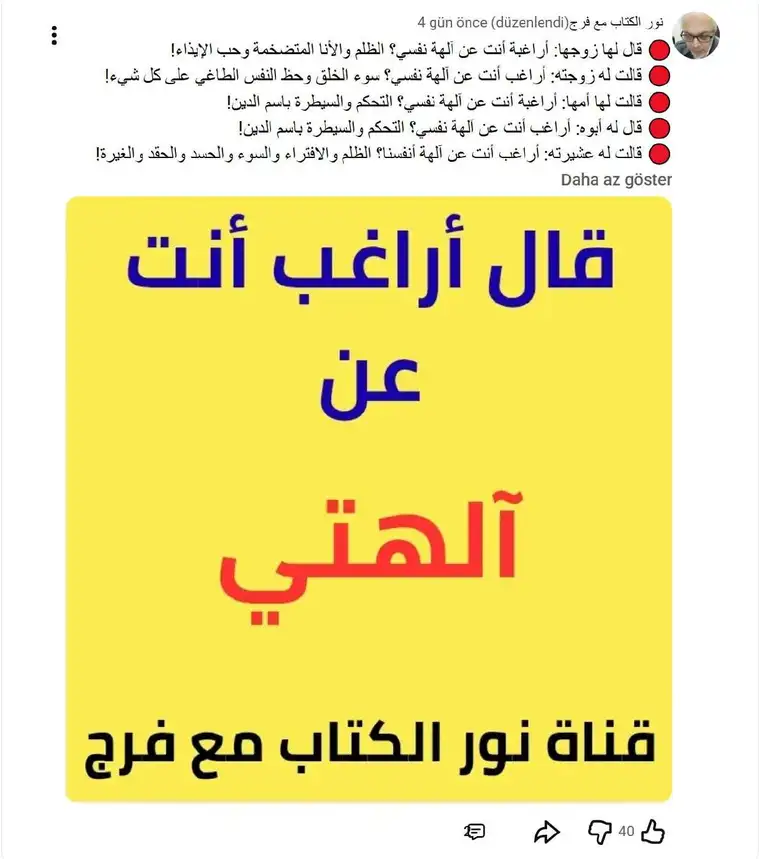 نور الكتاب مع فرج 4 gün önce (düzenlendi)
قال لها زوجها: أراغبة أنت عن آلهة نفسي؟ الظلم والأنا المتضخمة وحب الإيذاء!
قالت له زوجته: أراغب أنت عن آلهة نفسي؟ سوء الخلق وحظ النفس الطاغي على كل شيء!
قالت لها أمها: أراغبة أنت عن آلهة نفسي؟ التحكم والسيطرة باسم الدين!
قال له أبوه: أراغب أنت عن آلهة نفسي؟ التحكم والسيطرة باسم الدين!
قالت له عشيرته: أراغب أنت عن آلهة أنفسنا؟ الظلم والافتراء والسوء والحسد والحقد والغيرة!
Daha az göster
قال أراغب أنت
عن
آلهتي
قناة نور الكتاب مع فرج
40